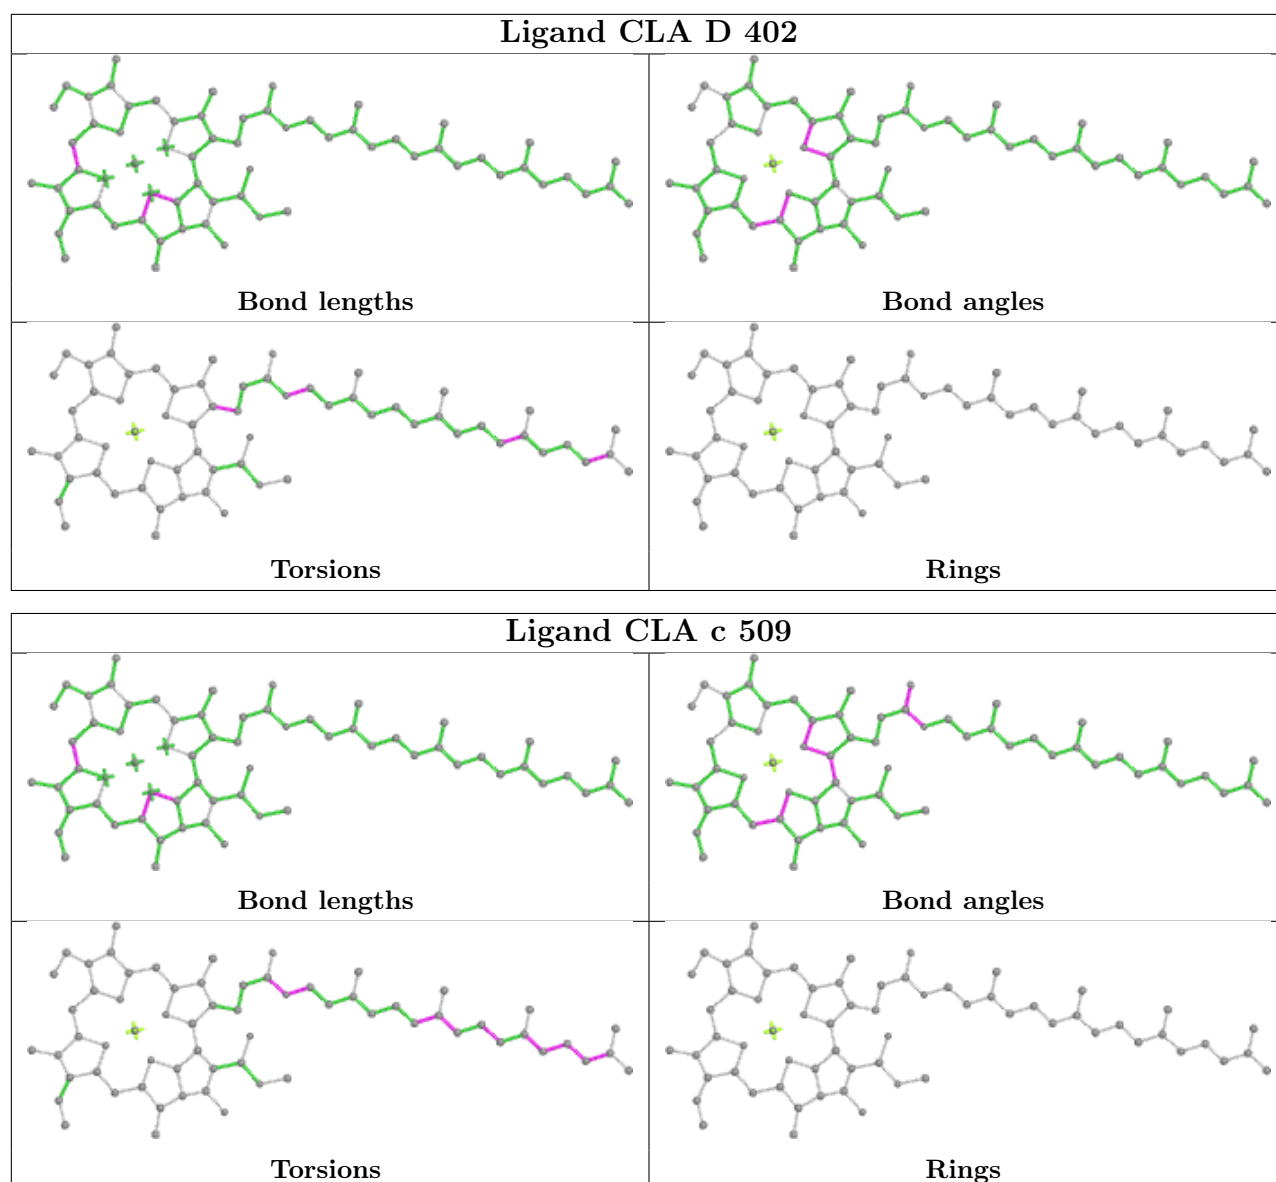 Ligand CLA D 402
Bond lengths
Bond angles
Torsions
Rings
Ligand CLA c 509
Bond lengths
Bond angles
Torsions
Rings